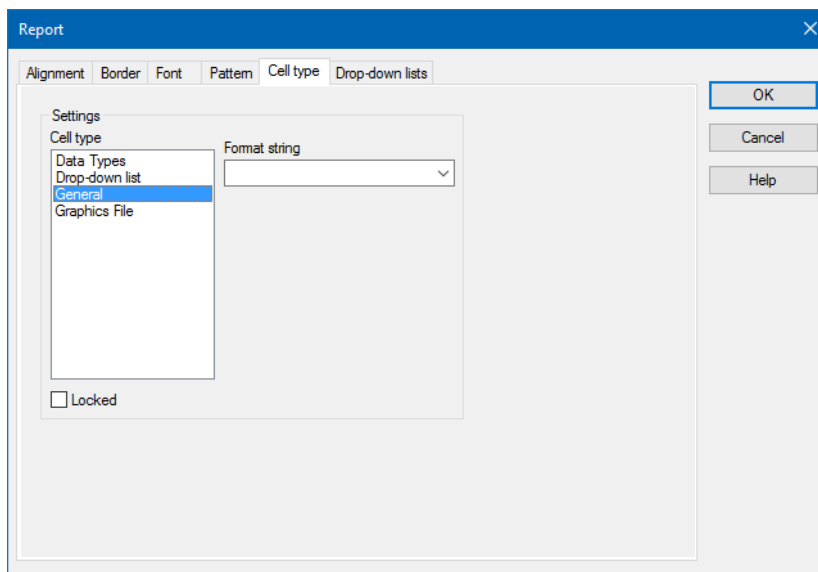 Report
Alignment Border Font Pattern Cell type Drop-down lists
OK
Cancel
Help
Settings
Cell type
Data Types
Drop-down list
General
Graphics File
Format string
Locked